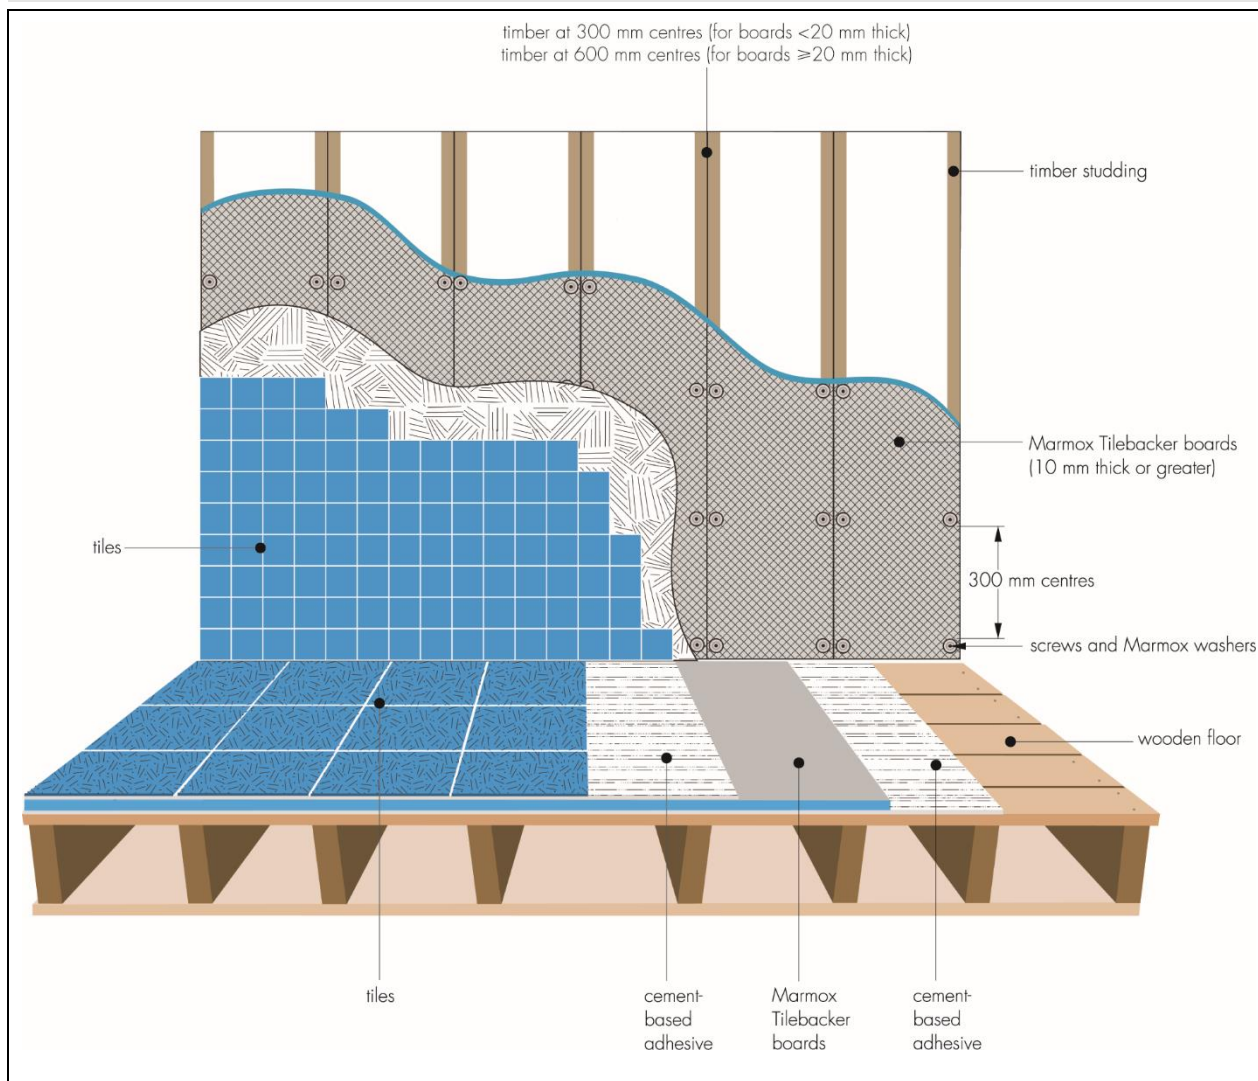 timber at 300 mm centres (for boards <20 mm thick)
timber at 600 mm centres (for boards ⩾20 mm thick)
timber studding
Marmox Tilebacker boards
(10 mm thick or greater)
tiles
300 mm centres
screws and Marmox washers
wooden floor
tiles
cement-
based
adhesive
Marmox
Tilebacker
boards
cement-
based
adhesive